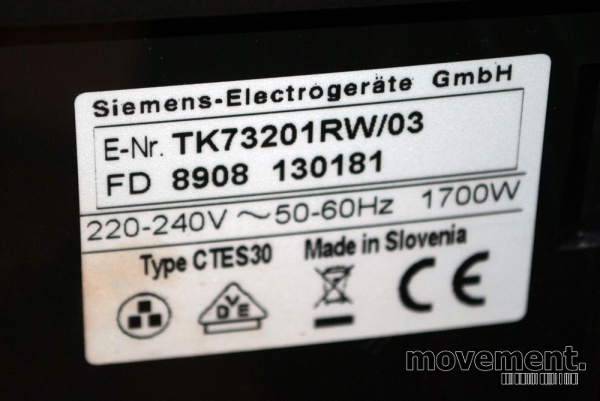 Siemens-Electrogeräte GmbH
E-Nr. TK73201RW/03
FD 8908 130181
220-240V ~50-60Hz 1700W
Type CTES30 Made in Slovenia
DVE
CE
movement.